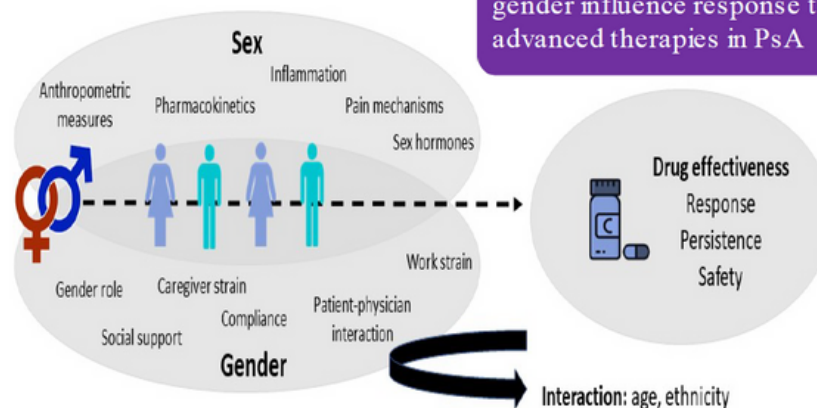 gender influence response t
advanced therapies in PsA
Sex
Inflammation
Anthropometric
measures
Pharmacokinetics
Pain mechanisms
Sex hormones
Drug effectiveness
Response
Persistence
Safety
C
Work strain
Gender role
Caregiver strain
Social support
Compliance
Patient-physician
interaction
Gender
Interaction: age, ethnicity